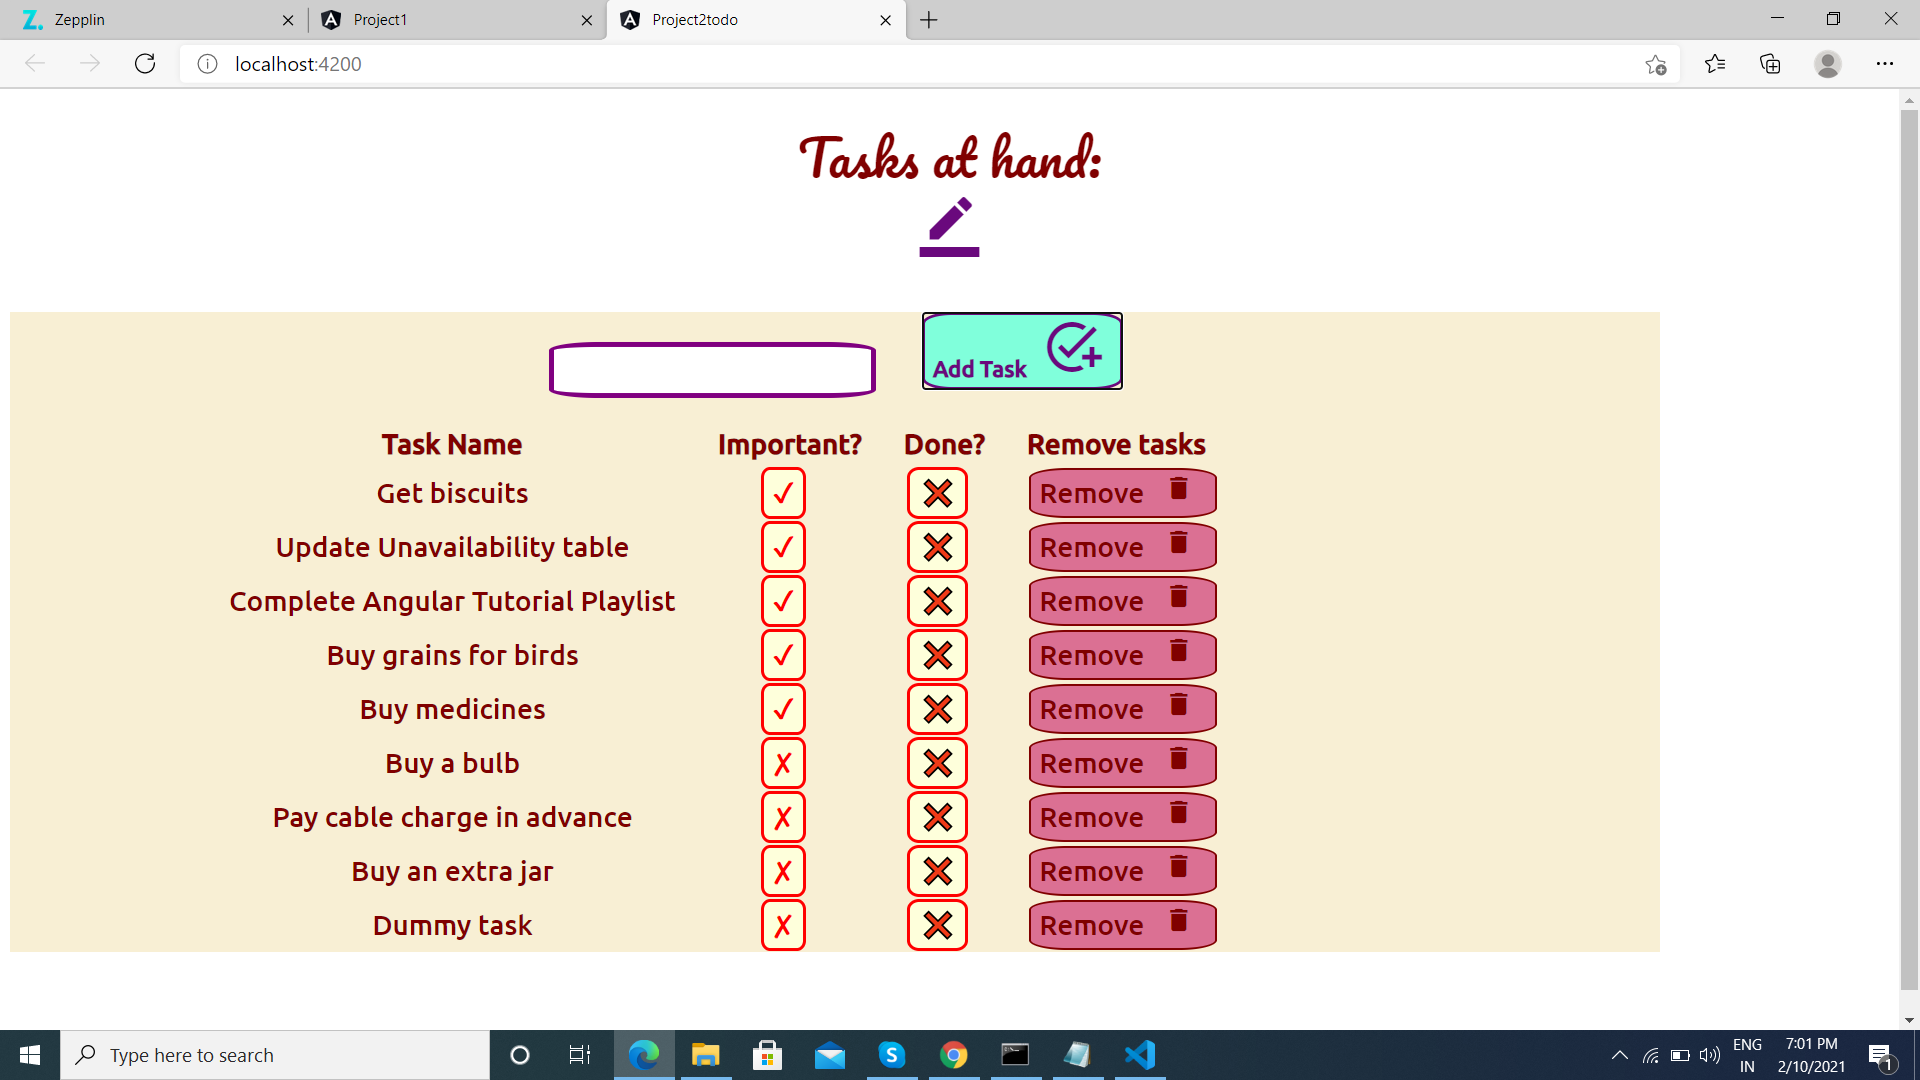 Zepplin
Project1
Project2todo
localhost:4200
Tasks at hand:
Add Task
Task Name Important? Done? Remove tasks
Get biscuits ✓ ✖ Remove
Update Unavailability table ✓ ✖ Remove
Complete Angular Tutorial Playlist ✓ ✖ Remove
Buy grains for birds ✓ ✖ Remove
Buy medicines ✓ ✖ Remove
Buy a bulb ✗ ✖ Remove
Pay cable charge in advance ✗ ✖ Remove
Buy an extra jar ✗ ✖ Remove
Dummy task ✗ ✖ Remove
Type here to search
ENG
IN
7:01 PM
2/10/2021
1